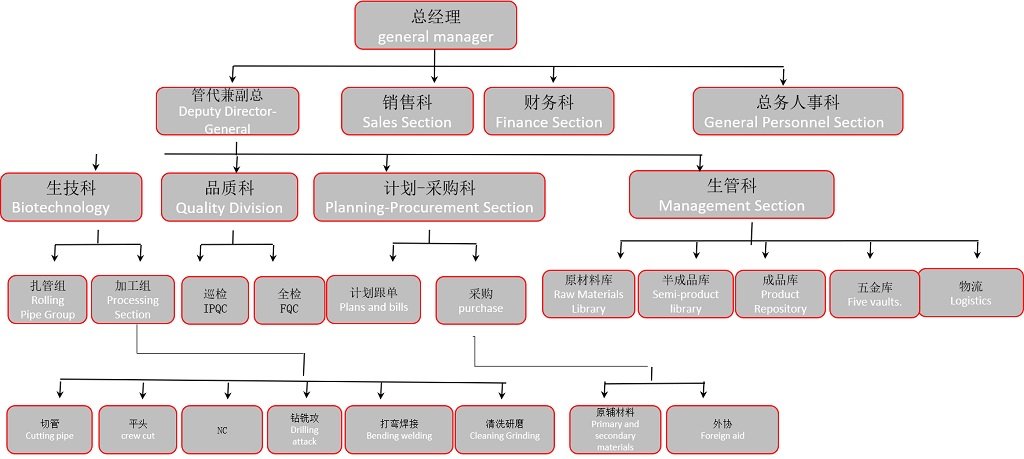 总经理
general manager
管代兼副总
Deputy Director-
General
销售科
Sales Section
财务科
Finance Section
总务人事科
General Personnel Section
生技科
Biotechnology
品质科
Quality Division
计划-采购科
Planning-Procurement Section
生管科
Management Section
扎管组
Rolling
Pipe Group
加工组
Processing
Section
巡检
IPQC
全检
FQC
计划跟单
Plans and bills
采购
purchase
原材料库
Raw Materials
Library
半成品库
Semi-product
library
成品库
Product
Repository
五金库
Five vaults.
物流
Logistics
切管
Cutting pipe
平头
crew cut
NC
钻铣攻
Drilling
attack
打弯焊接
Bending welding
清洗研磨
Cleaning Grinding
原辅材料
Primary and
secondary
materials
外协
Foreign aid